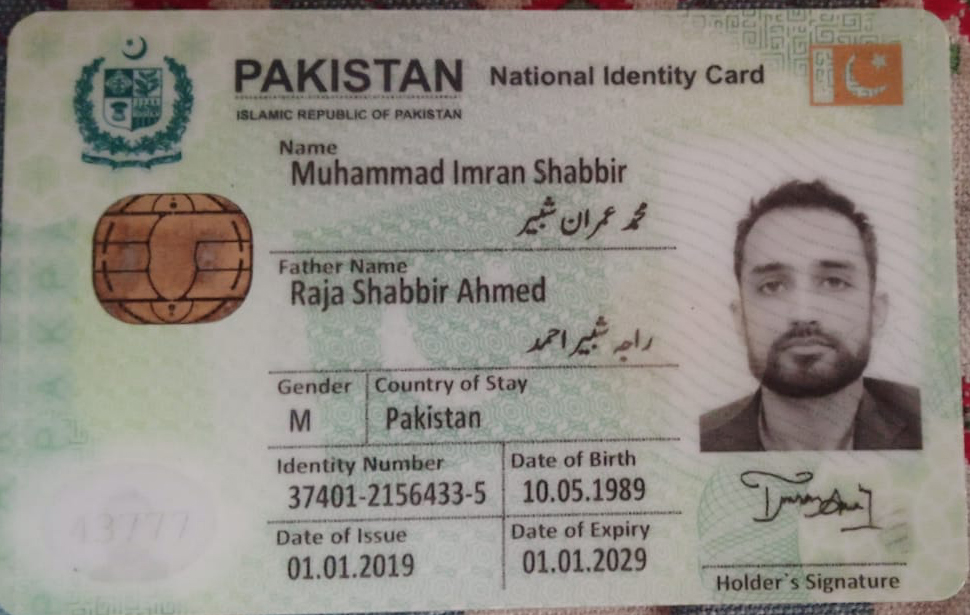 PAKISTAN National Identity Card
ISLAMIC REPUBLIC OF PAKISTAN
Name
Muhammad Imran Shabbir
محمد عمران شبیر
Father Name
Raja Shabbir Ahmed
راجہ شبیر احمد
Gender Country of Stay
M Pakistan
Identity Number Date of Birth
37401-2156433-5 10.05.1989
Date of Issue Date of Expiry
01.01.2019 01.01.2029
Holder's Signature